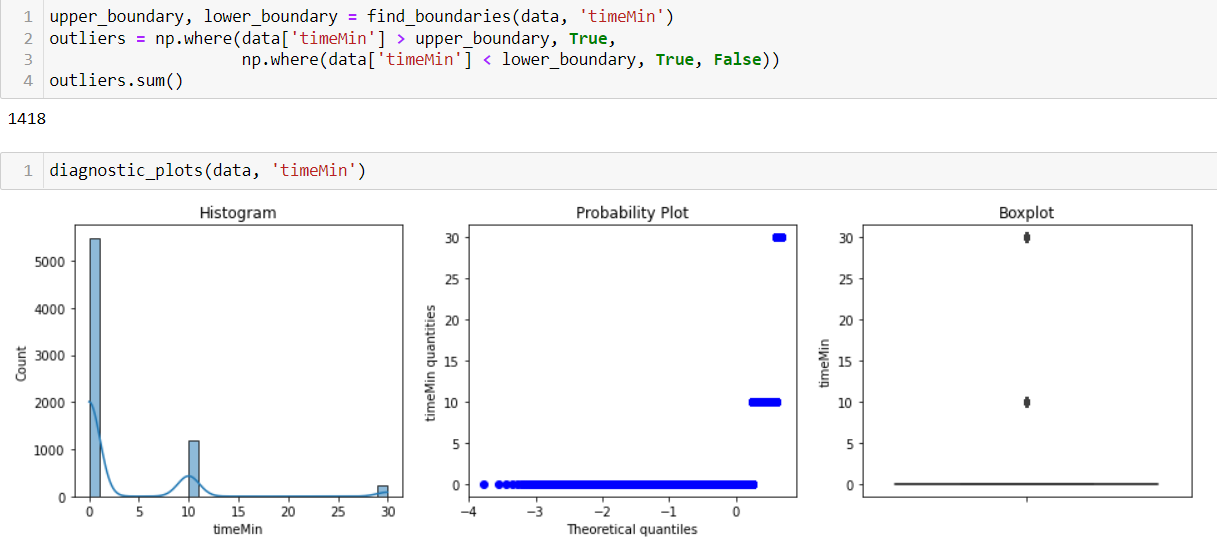 1 upper_boundary, lower_boundary = find_boundaries(data, 'timeMin')
2 outliers = np.where(data['timeMin'] > upper_boundary, True,
3 np.where(data['timeMin'] < lower_boundary, True, False))
4 outliers.sum()
1418
1 diagnostic_plots(data, 'timeMin')
Histogram
Count
5000
4000
3000
2000
1000
0
0 5 10 15 20 25 30
timeMin
Probability Plot
timeMin quantities
30
25
20
15
10
5
0
−4 −3 −2 −1 0
Theoretical quantiles
Boxplot
timeMin
30
25
20
15
10
5
0